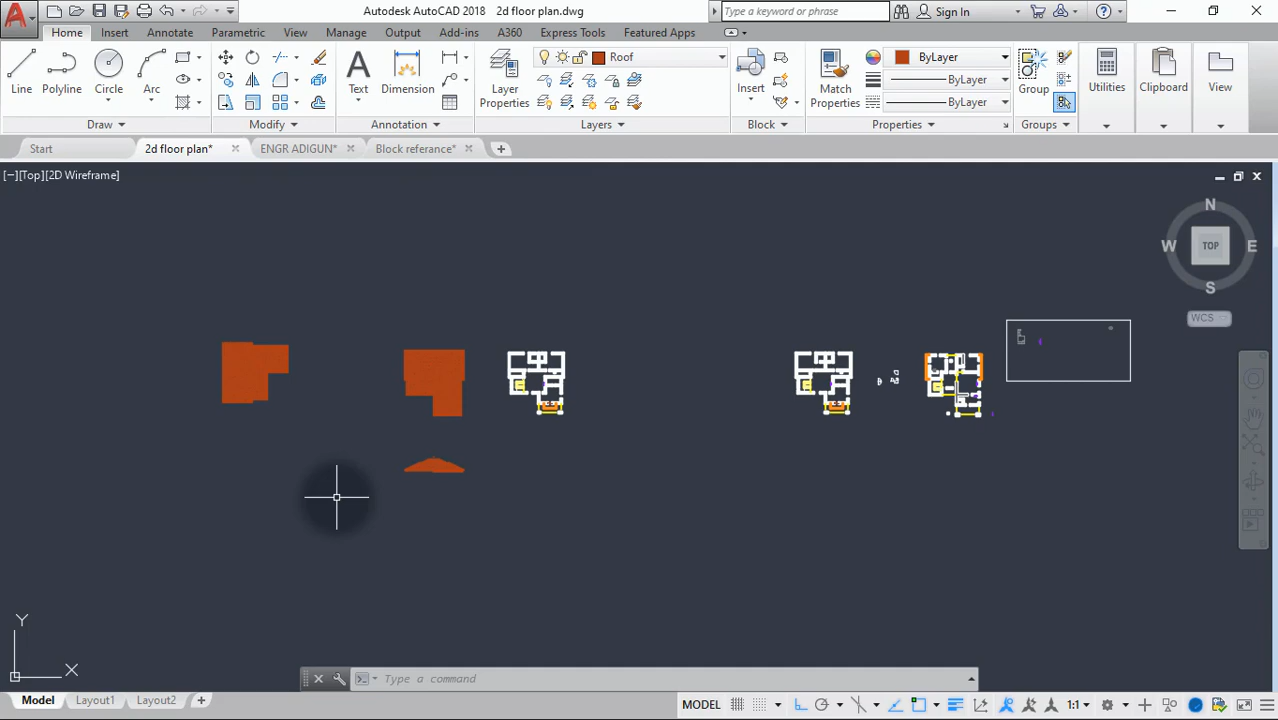 Autodesk AutoCAD 2018 2d floor plan.dwg
Type a keyword or phrase
Sign In
Home Insert Annotate Parametric View Manage Output Add-ins A360 Express Tools Featured Apps
Line Polyline Circle Arc
Text Dimension
Layer Properties
Roof
Insert
Match Properties
ByLayer
ByLayer
ByLayer
Group
Utilities
Clipboard
View
Draw Modify Annotation Layers Block Properties Groups
Start 2d floor plan* ENGR ADIGUN* Block referance*
[−][Top][2D Wireframe]
N
W TOP E
S
WCS
Y
X
Type a command
Model Layout1 Layout2
MODEL
1:1